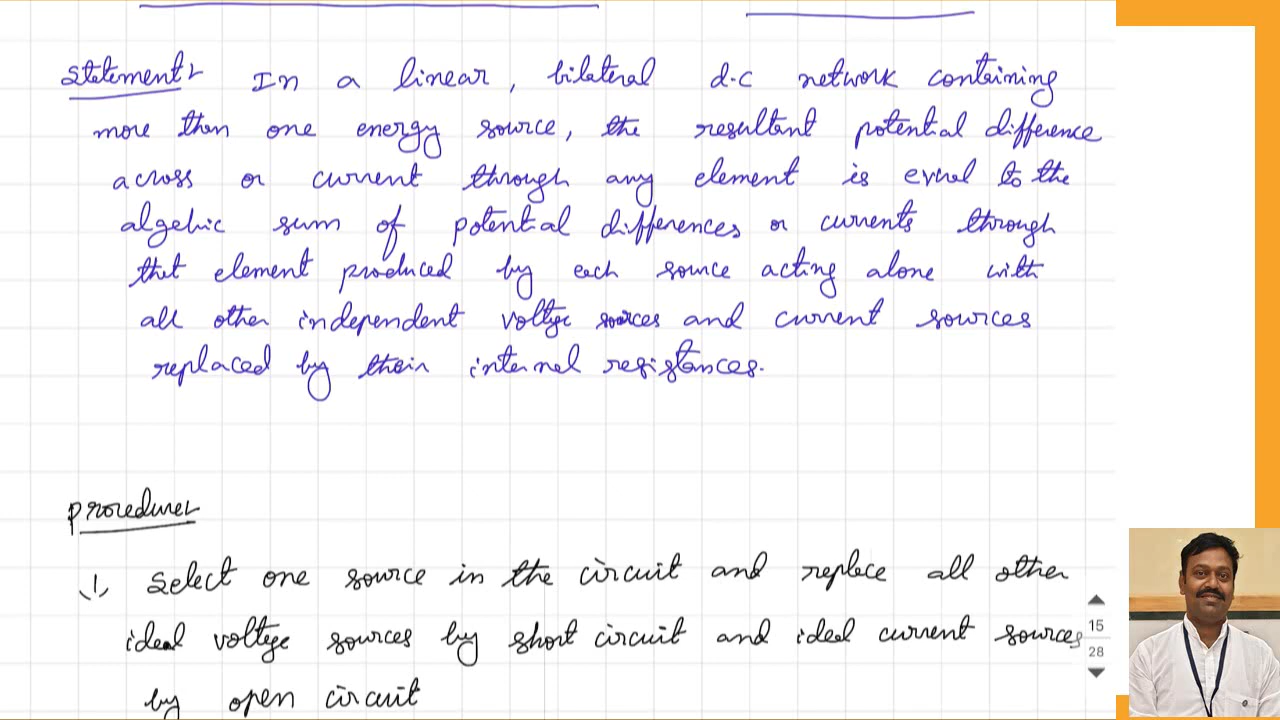 Statement:- In a linear, bilateral d.c network containing
more than one energy source, the resultant potential difference
across or current through any element is equal to the
algebic sum of potential differences or currents through
that element produced by each source acting alone with
all other independent voltage sources and current sources
replaced by their internal resistances.
Procedure:-
(1) Select one source in the circuit and replace all other
ideal voltage sources by short circuit and ideal current sources
by open circuit
15
28